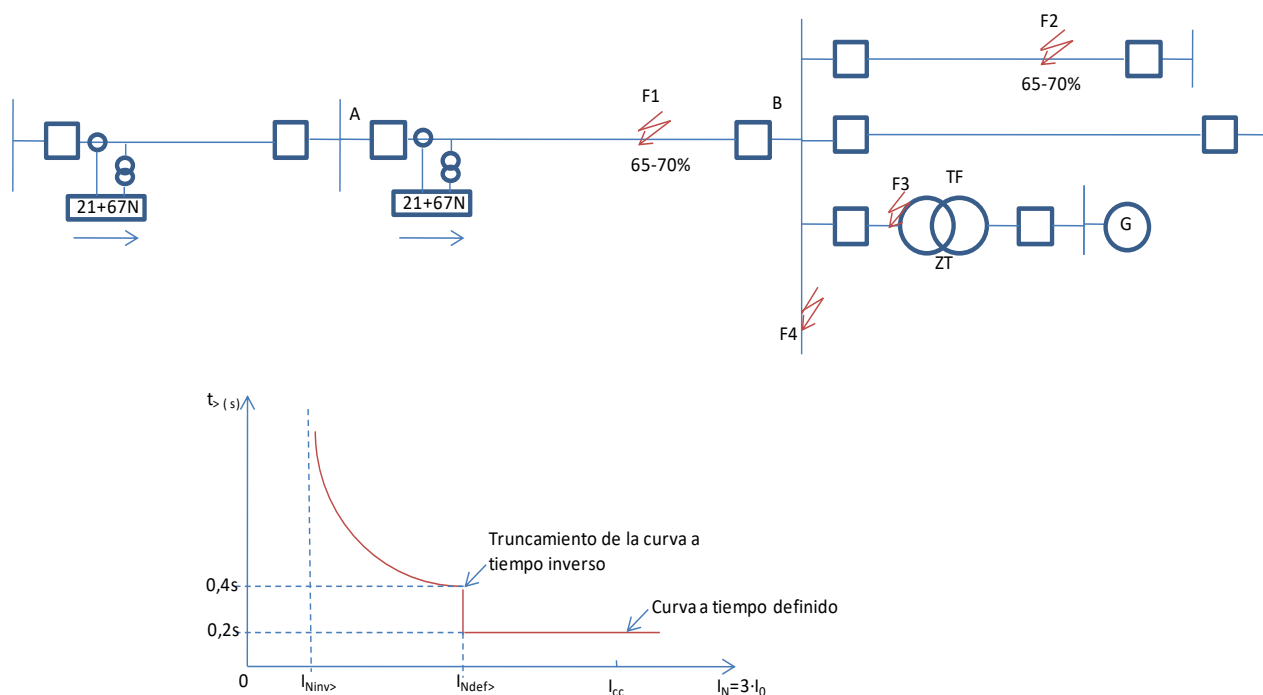 F2
65-70%
A
F1
B
65-70%
21+67N
21+67N
F3
TF
G
ZT
F4
t> ( s)
Truncamiento de la curva a
tiempo inverso
0,4s
Curva a tiempo definido
0,2s
0
INinv>
INdef>
Icc
IN=3·I0